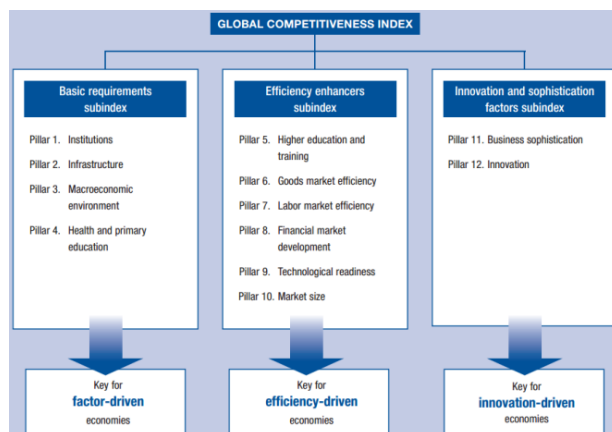 GLOBAL COMPETITIVENESS INDEX
Basic requirements
subindex
Pillar 1. Institutions
Pillar 2. Infrastructure
Pillar 3. Macroeconomic
environment
Pillar 4. Health and primary
education
Key for
factor-driven
economies
Efficiency enhancers
subindex
Pillar 5. Higher education and
training
Pillar 6. Goods market efficiency
Pillar 7. Labor market efficiency
Pillar 8. Financial market
development
Pillar 9. Technological readiness
Pillar 10. Market size
Key for
efficiency-driven
economies
Innovation and sophistication
factors subindex
Pillar 11. Business sophistication
Pillar 12. Innovation
Key for
innovation-driven
economies